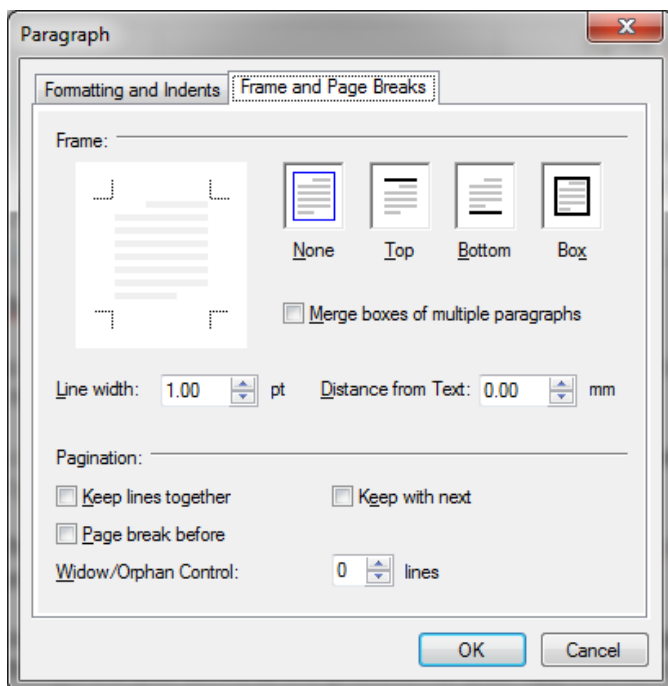 Paragraph
Formatting and Indents Frame and Page Breaks
Frame:
None Top Bottom Box
Merge boxes of multiple paragraphs
Line width: 1.00 pt Distance from Text: 0.00 mm
Pagination:
Keep lines together Keep with next
Page break before
Widow/Orphan Control: 0 lines
OK Cancel